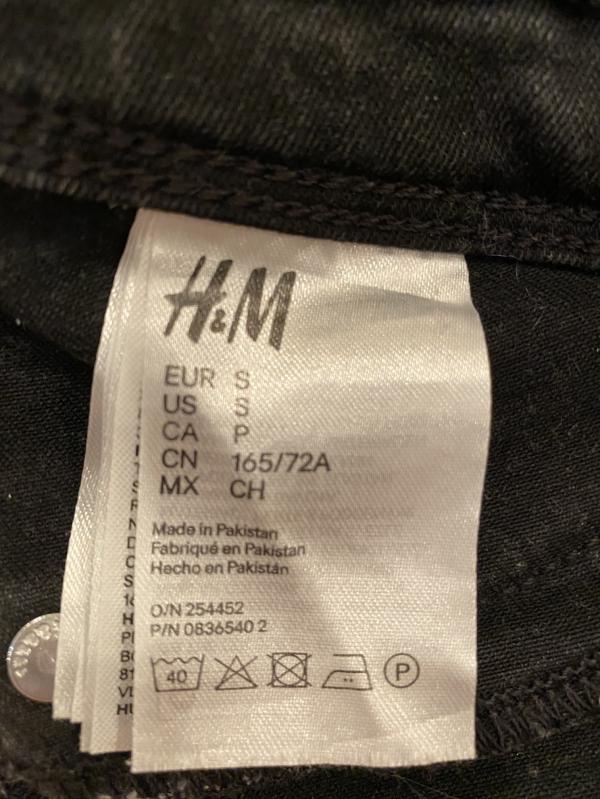 H&M
EUR S
US S
CA P
CN 165/72A
MX CH
Made in Pakistan
Fabriqué en Pakistan
Hecho en Pakistán
O/N 254452
P/N 0836540 2
40
P